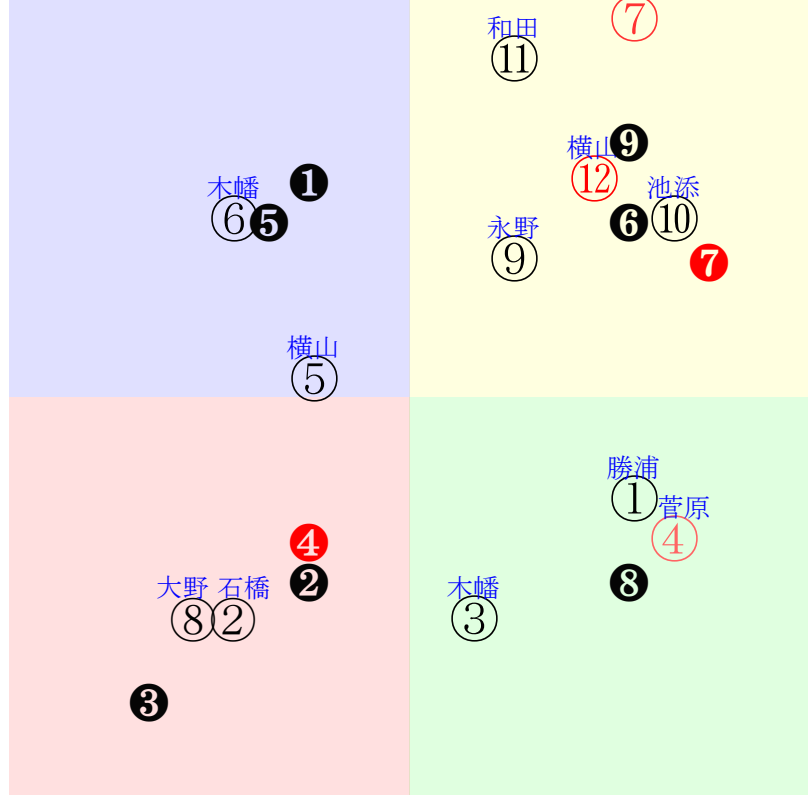 ⑦
和田
⑪
横山
❾
⑫
木幡
❶
池添
⑥
❺
❻
⑩
永野
⑨
❼
横山
⑤
勝浦
①
菅原
④
❹
❷
❽
大野
石橋
木幡
⑧
②
③
❸